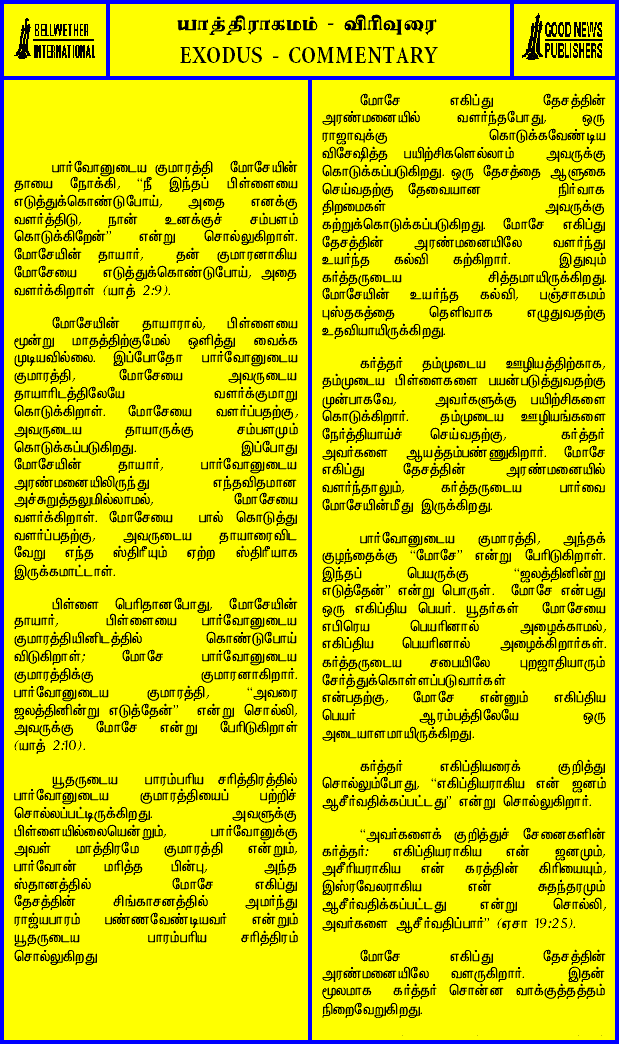 BELLWETHER
INTERNATIONAL
யாத்திராகமம் - விரிவுரை
EXODUS - COMMENTARY
GOOD NEWS
PUBLISHERS
பார்வோனுடைய குமாரத்தி மோசேயின்
தாயை நோக்கி, “நீ இந்தப் பிள்ளையை
எடுத்துக்கொண்டுபோய், அதை எனக்கு
வளர்த்திடு, நான் உனக்குச் சம்பளம்
கொடுக்கிறேன்” என்று சொல்லுகிறாள்.
மோசேயின் தாயார், தன் குமாரனாகிய
மோசேயை எடுத்துக்கொண்டுபோய், அதை
வளர்க்கிறாள் (யாத் 2:9).
மோசேயின் தாயாரால், பிள்ளையை
மூன்று மாதத்திற்குமேல் ஒளித்து வைக்க
முடியவில்லை. இப்போதோ பார்வோனுடைய
குமாரத்தி, மோசேயை அவருடைய
தாயாரிடத்திலேயே வளர்க்குமாறு
கொடுக்கிறாள். மோசேயை வளர்ப்பதற்கு,
அவருடைய தாயாருக்கு சம்பளமும்
கொடுக்கப்படுகிறது. இப்போது
மோசேயின் தாயார், பார்வோனுடைய
அரண்மனையிலிருந்து எந்தவிதமான
அச்சுறுத்தலுமில்லாமல், மோசேயை
வளர்க்கிறாள். மோசேயை பால் கொடுத்து
வளர்ப்பதற்கு, அவருடைய தாயாரைவிட
வேறு எந்த ஸ்திரீயும் ஏற்ற ஸ்திரீயாக
இருக்கமாட்டாள்.
பிள்ளை பெரிதானபோது, மோசேயின்
தாயார், பிள்ளையை பார்வோனுடைய
குமாரத்தியினிடத்தில் கொண்டுபோய்
விடுகிறாள்; மோசே பார்வோனுடைய
குமாரத்திக்கு குமாரனாகிறார்.
பார்வோனுடைய குமாரத்தி, “அவரை
ஜலத்தினின்று எடுத்தேன்” என்று சொல்லி,
அவருக்கு மோசே என்று பேரிடுகிறாள்
(யாத் 2:10).
யூதருடைய பாரம்பரிய சரித்திரத்தில்
பார்வோனுடைய குமாரத்தியைப் பற்றிச்
சொல்லப்பட்டிருக்கிறது. அவளுக்கு
பிள்ளையில்லையென்றும், பார்வோனுக்கு
அவள் மாத்திரமே குமாரத்தி என்றும்,
பார்வோன் மரித்த பின்பு, அந்த
ஸ்தானத்தில் மோசே எகிப்து
தேசத்தின் சிங்காசனத்தில் அமர்ந்து
ராஜ்யபாரம் பண்ணவேண்டியவர் என்றும்
யூதருடைய பாரம்பரிய சரித்திரம்
சொல்லுகிறது
மோசே எகிப்து தேசத்தின்
அரண்மனையில் வளர்ந்தபோது, ஒரு
ராஜாவுக்கு கொடுக்கவேண்டிய
விசேஷித்த பயிற்சிகளெல்லாம் அவருக்கு
கொடுக்கப்படுகிறது. ஒரு தேசத்தை ஆளுகை
செய்வதற்கு தேவையான நிர்வாக
திறமைகள் அவருக்கு
கற்றுக்கொடுக்கப்படுகிறது. மோசே எகிப்து
தேசத்தின் அரண்மனையிலே வளர்ந்து
உயர்ந்த கல்வி கற்கிறார். இதுவும்
கர்த்தருடைய சித்தமாயிருக்கிறது.
மோசேயின் உயர்ந்த கல்வி, பஞ்சாகமம்
புஸ்தகத்தை தெளிவாக எழுதுவதற்கு
உதவியாயிருக்கிறது.
கர்த்தர் தம்முடைய ஊழியத்திற்காக,
தம்முடைய பிள்ளைகளை பயன்படுத்துவதற்கு
முன்பாகவே, அவர்களுக்கு பயிற்சிகளை
கொடுக்கிறார். தம்முடைய ஊழியங்களை
நேர்த்தியாய்ச் செய்வதற்கு, கர்த்தர்
அவர்களை ஆயத்தம்பண்ணுகிறார். மோசே
எகிப்து தேசத்தின் அரண்மனையில்
வளர்ந்தாலும், கர்த்தருடைய பார்வை
மோசேயின்மீது இருக்கிறது.
பார்வோனுடைய குமாரத்தி, அந்தக்
குழந்தைக்கு “மோசே” என்று பேரிடுகிறாள்.
இந்தப் பெயருக்கு “ஜலத்தினின்று
எடுத்தேன்” என்று பொருள். மோசே என்பது
ஒரு எகிப்திய பெயர். யூதர்கள் மோசேயை
எபிரெய பெயரினால் அழைக்காமல்,
எகிப்திய பெயரினால் அழைக்கிறார்கள்.
கர்த்தருடைய சபையிலே புறஜாதியாரும்
சேர்த்துக்கொள்ளப்படுவார்கள்
என்பதற்கு, மோசே என்னும் எகிப்திய
பெயர் ஆரம்பத்திலேயே ஒரு
அடையாளமாயிருக்கிறது.
கர்த்தர் எகிப்தியரைக் குறித்து
சொல்லும்போது, “எகிப்தியராகிய என் ஜனம்
ஆசீர்வதிக்கப்பட்டது” என்று சொல்லுகிறார்.
“அவர்களைக் குறித்துச் சேனைகளின்
கர்த்தர்: எகிப்தியராகிய என் ஜனமும்,
அசீரியராகிய என் கரத்தின் கிரியையும்,
இஸ்ரவேலராகிய என் சுதந்தரமும்
ஆசீர்வதிக்கப்பட்டது என்று சொல்லி,
அவர்களை ஆசீர்வதிப்பார்” (ஏசா 19:25).
மோசே எகிப்து தேசத்தின்
அரண்மனையிலே வளருகிறார். இதன்
மூலமாக கர்த்தர் சொன்ன வாக்குத்தத்தம்
நிறைவேறுகிறது.